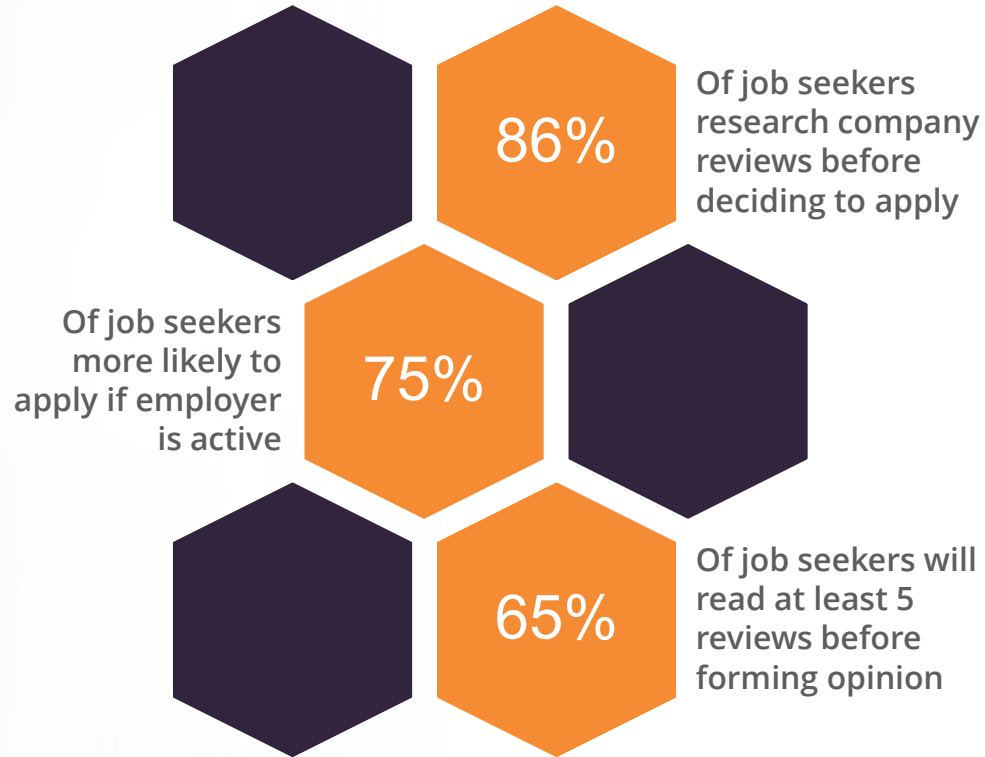 86%
Of job seekers
research company
reviews before
deciding to apply
Of job seekers
more likely to
apply if employer
is active
75%
65%
Of job seekers will
read at least 5
reviews before
forming opinion